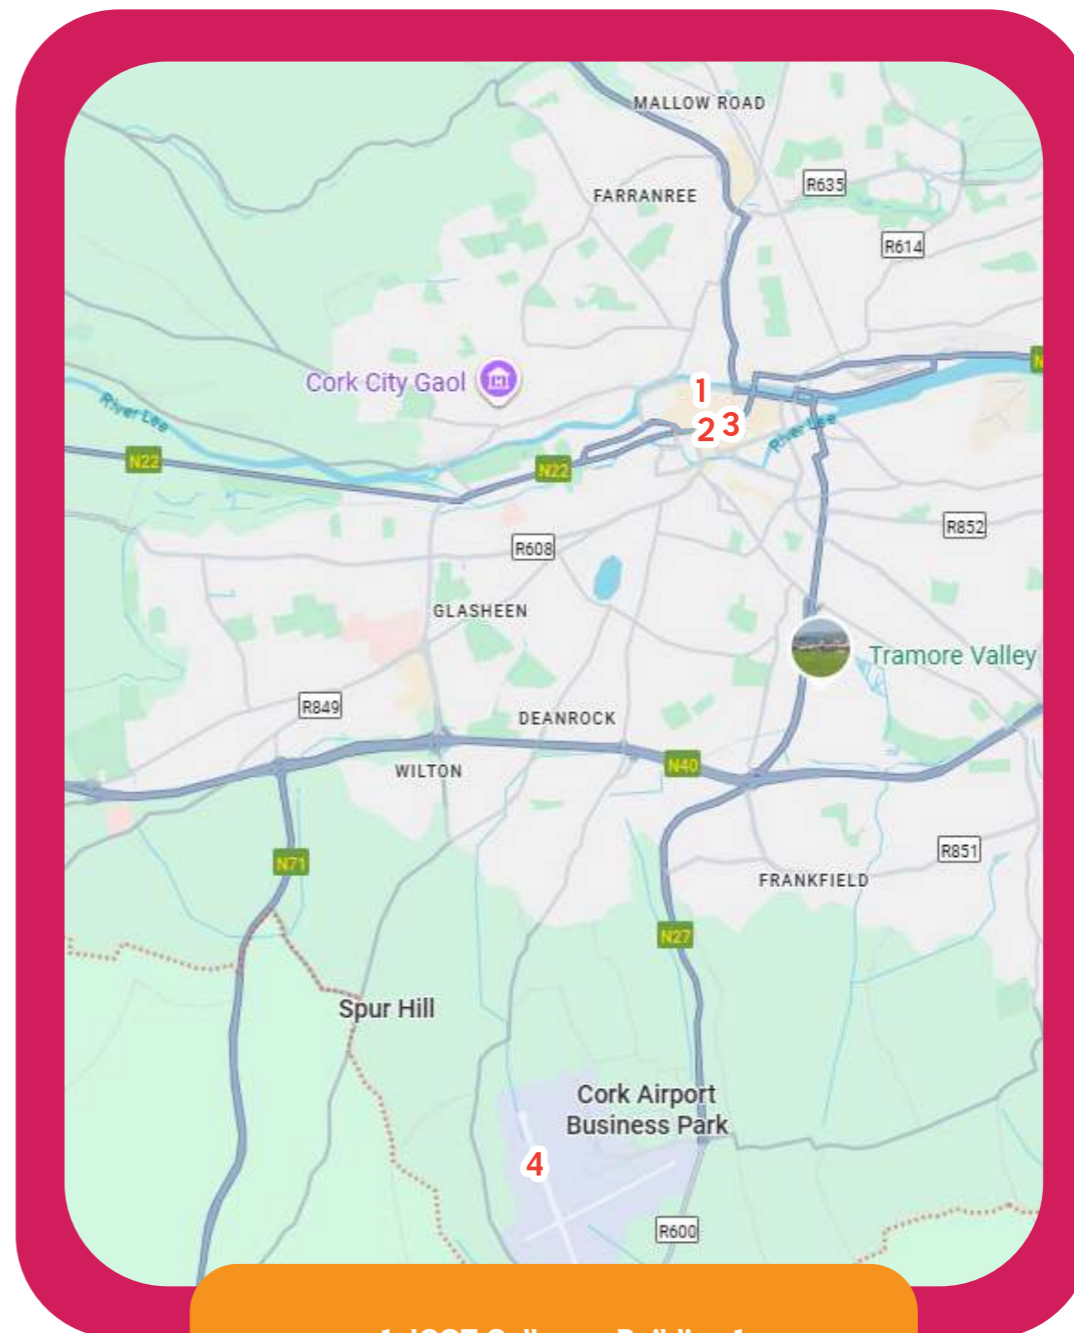 MALLOW ROAD
R635
FARRANREE
R614
Cork City Gaol
1
2 3
River Lee
River Lee
N22
N22
R852
R608
GLASHEEN
Tramore Valley
R849
DEANROCK
N40
WILTON
R851
N71
FRANKFIELD
N27
Spur Hill
Cork Airport
Business Park
4
R600